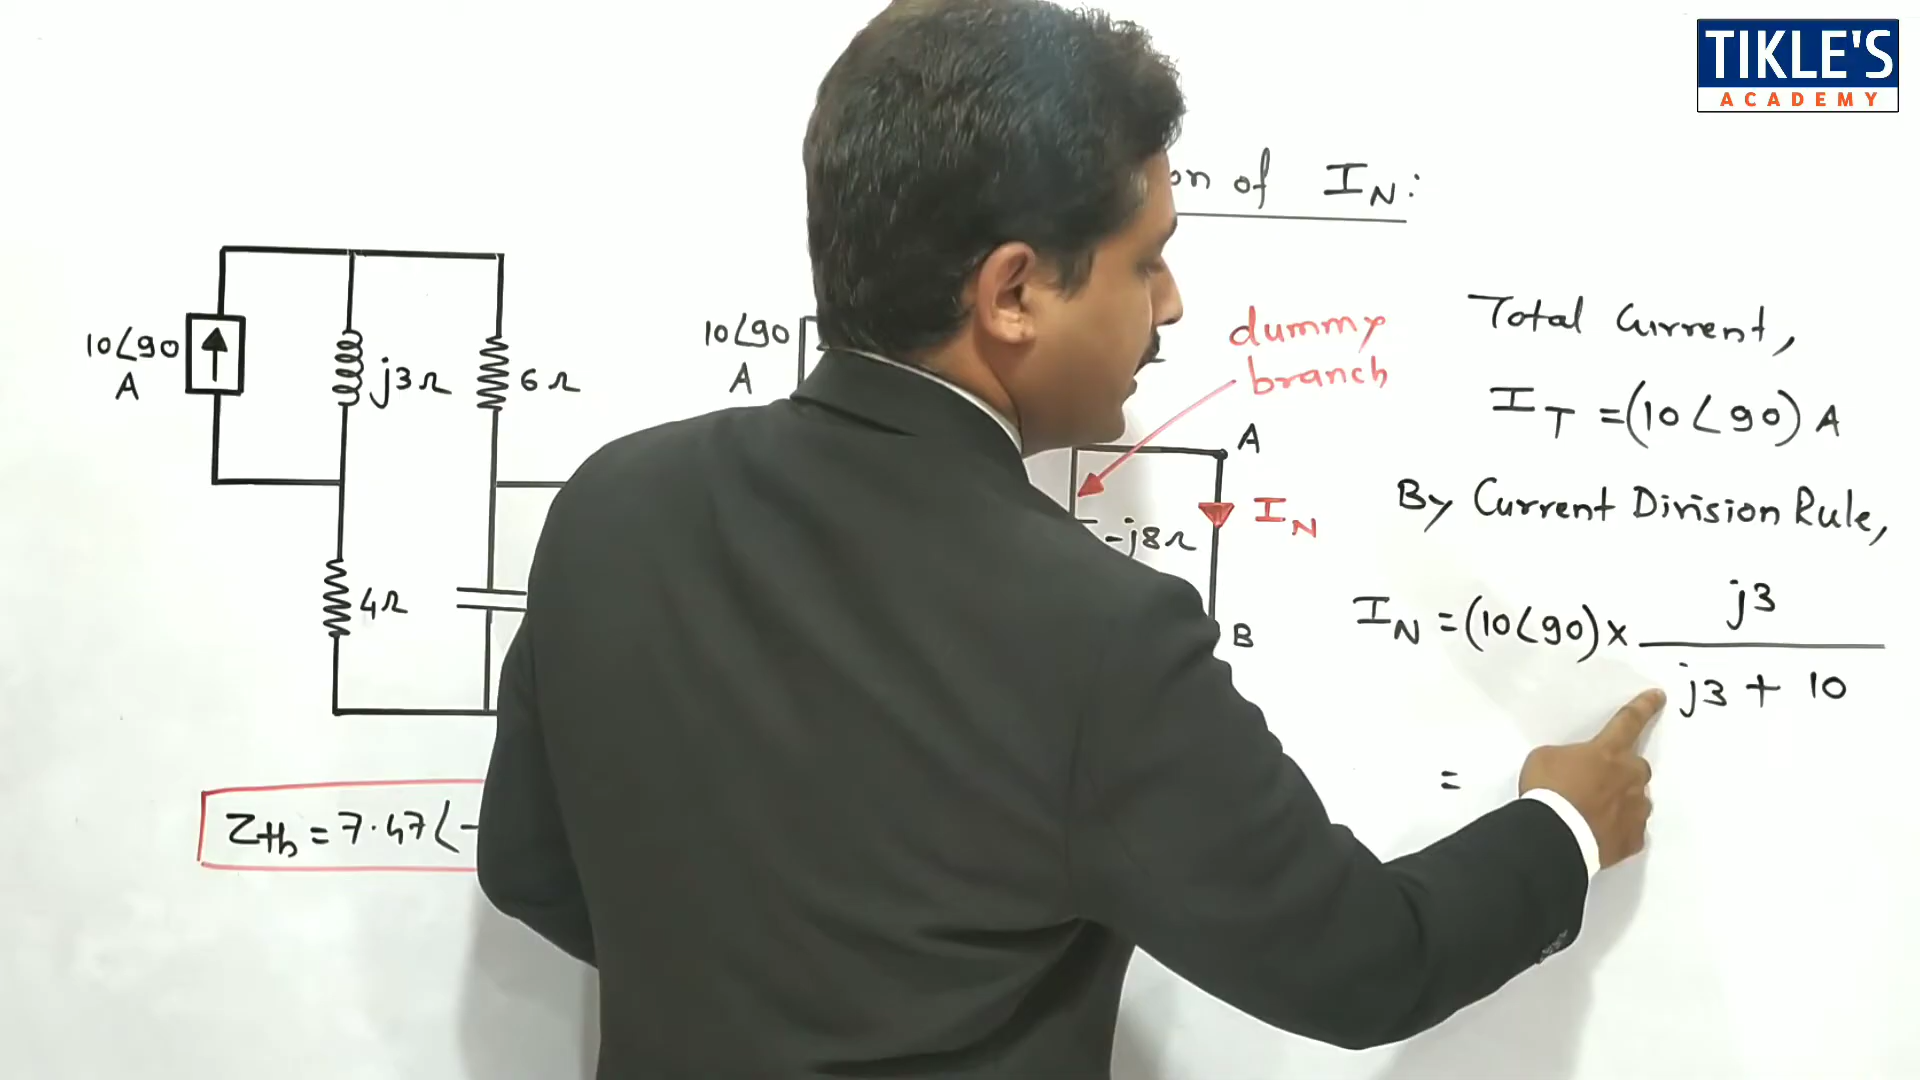 TIKLE'S
ACADEMY
on of I_N:
10∠90
A
j3Ω
6Ω
4Ω
Zth = 7.47∠-
10∠90
A
dummy
branch
A
I_N
-j8Ω
B
Total Current,
I_T = (10∠90) A
By Current Division Rule,
I_N = (10∠90) × j3
j3 + 10
=